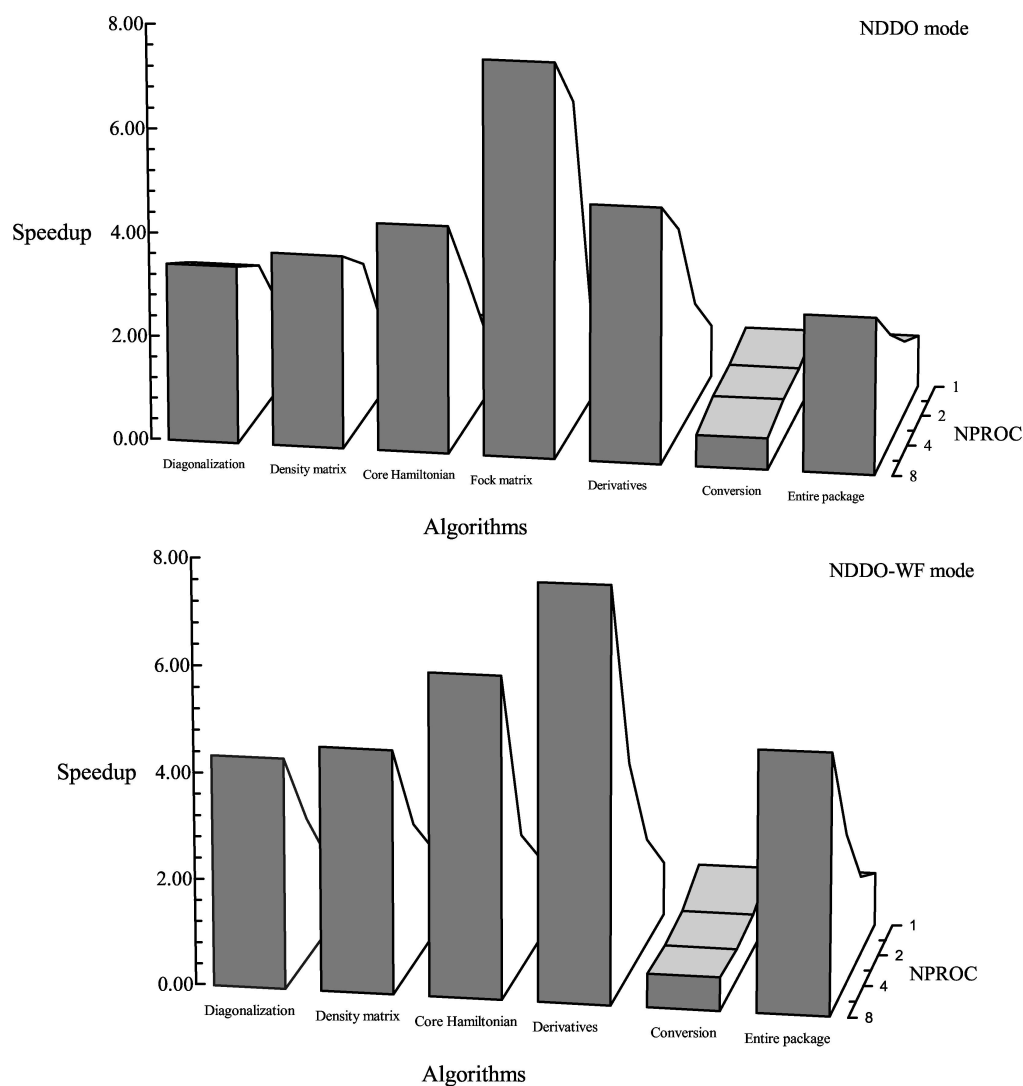 8.00
NDDO mode
6.00
Speedup
4.00
2.00
0.00
1
2
4
8
NPROC
Diagonalization
Density matrix
Core Hamiltonian
Fock matrix
Derivatives
Conversion
Entire package
Algorithms
8.00
NDDO-WF mode
6.00
Speedup
4.00
2.00
0.00
1
2
4
8
NPROC
Diagonalization
Density matrix
Core Hamiltonian
Derivatives
Conversion
Entire package
Algorithms